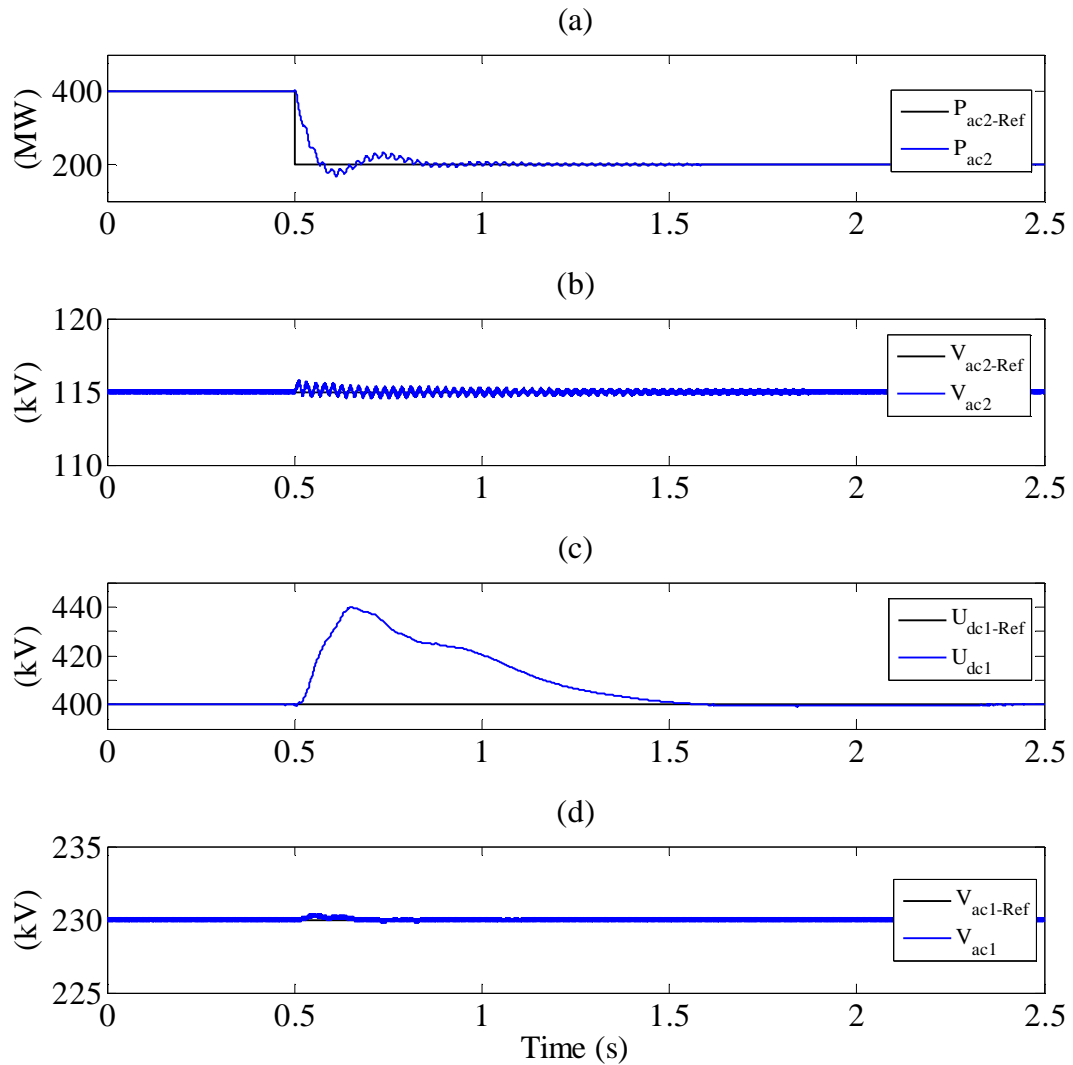 (a)
(MW)
400
200
P_ac2-Ref
P_ac2
0 0.5 1 1.5 2 2.5
(b)
(kV)
120
115
110
V_ac2-Ref
V_ac2
0 0.5 1 1.5 2 2.5
(c)
(kV)
440
420
400
U_dc1-Ref
U_dc1
0 0.5 1 1.5 2 2.5
(d)
(kV)
235
230
225
V_ac1-Ref
V_ac1
0 0.5 1 1.5 2 2.5
Time (s)